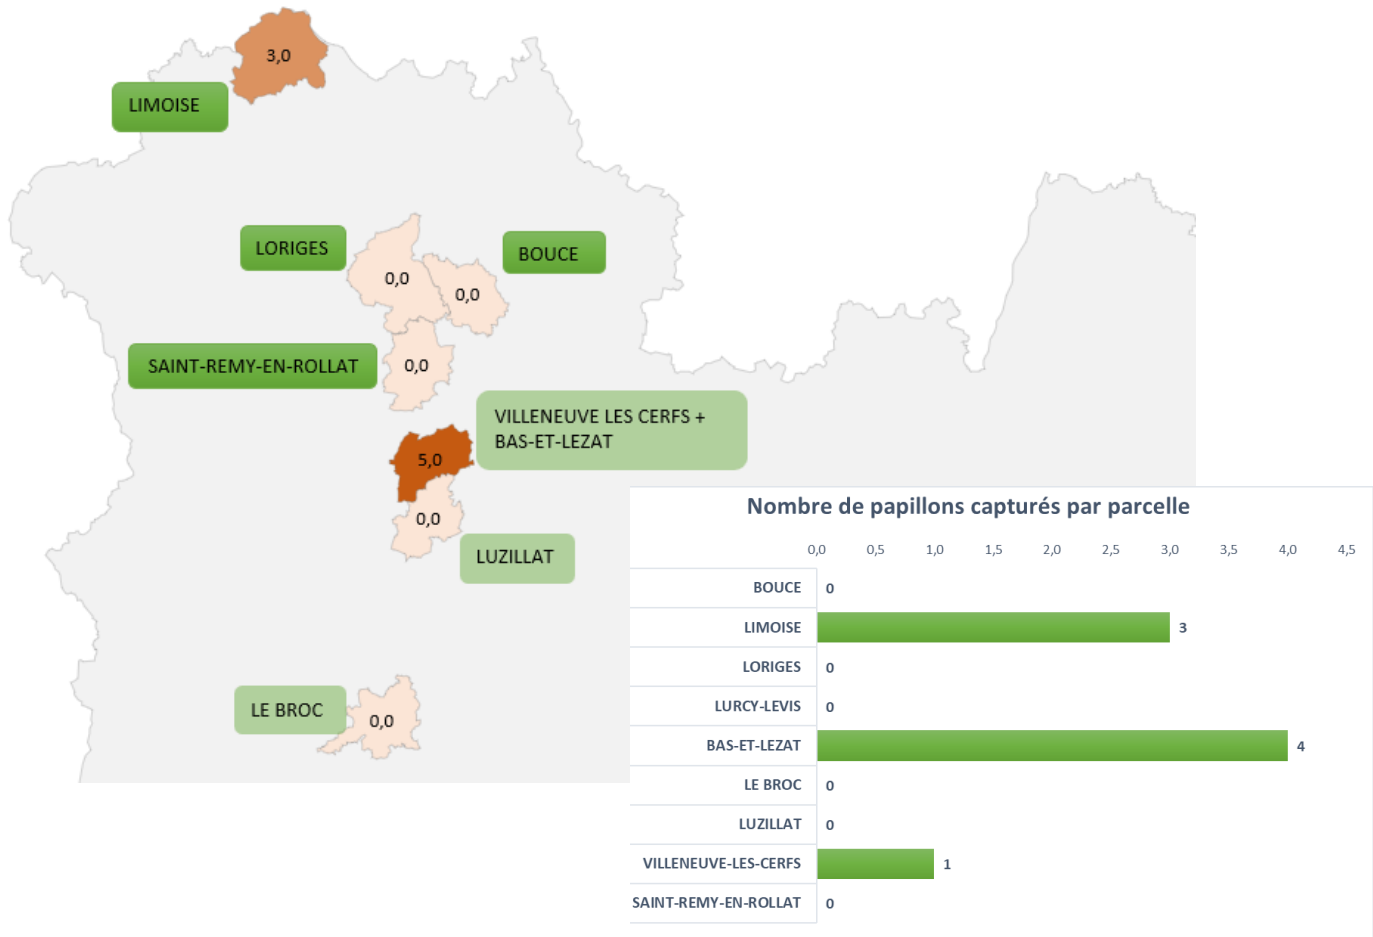 3,0
LIMOISE
LORIGES
BOUCE
0,0
0,0
SAINT-REMY-EN-ROLLAT
0,0
VILLENEUVE LES CERFS +
BAS-ET-LEZAT
5,0
0,0
LUZILLAT
LE BROC
0,0
Nombre de papillons capturés par parcelle
0,0 0,5 1,0 1,5 2,0 2,5 3,0 3,5 4,0 4,5
BOUCE 0
LIMOISE 3
LORIGES 0
LURCY-LEVIS 0
BAS-ET-LEZAT 4
LE BROC 0
LUZILLAT 0
VILLENEUVE-LES-CERFS 1
SAINT-REMY-EN-ROLLAT 0